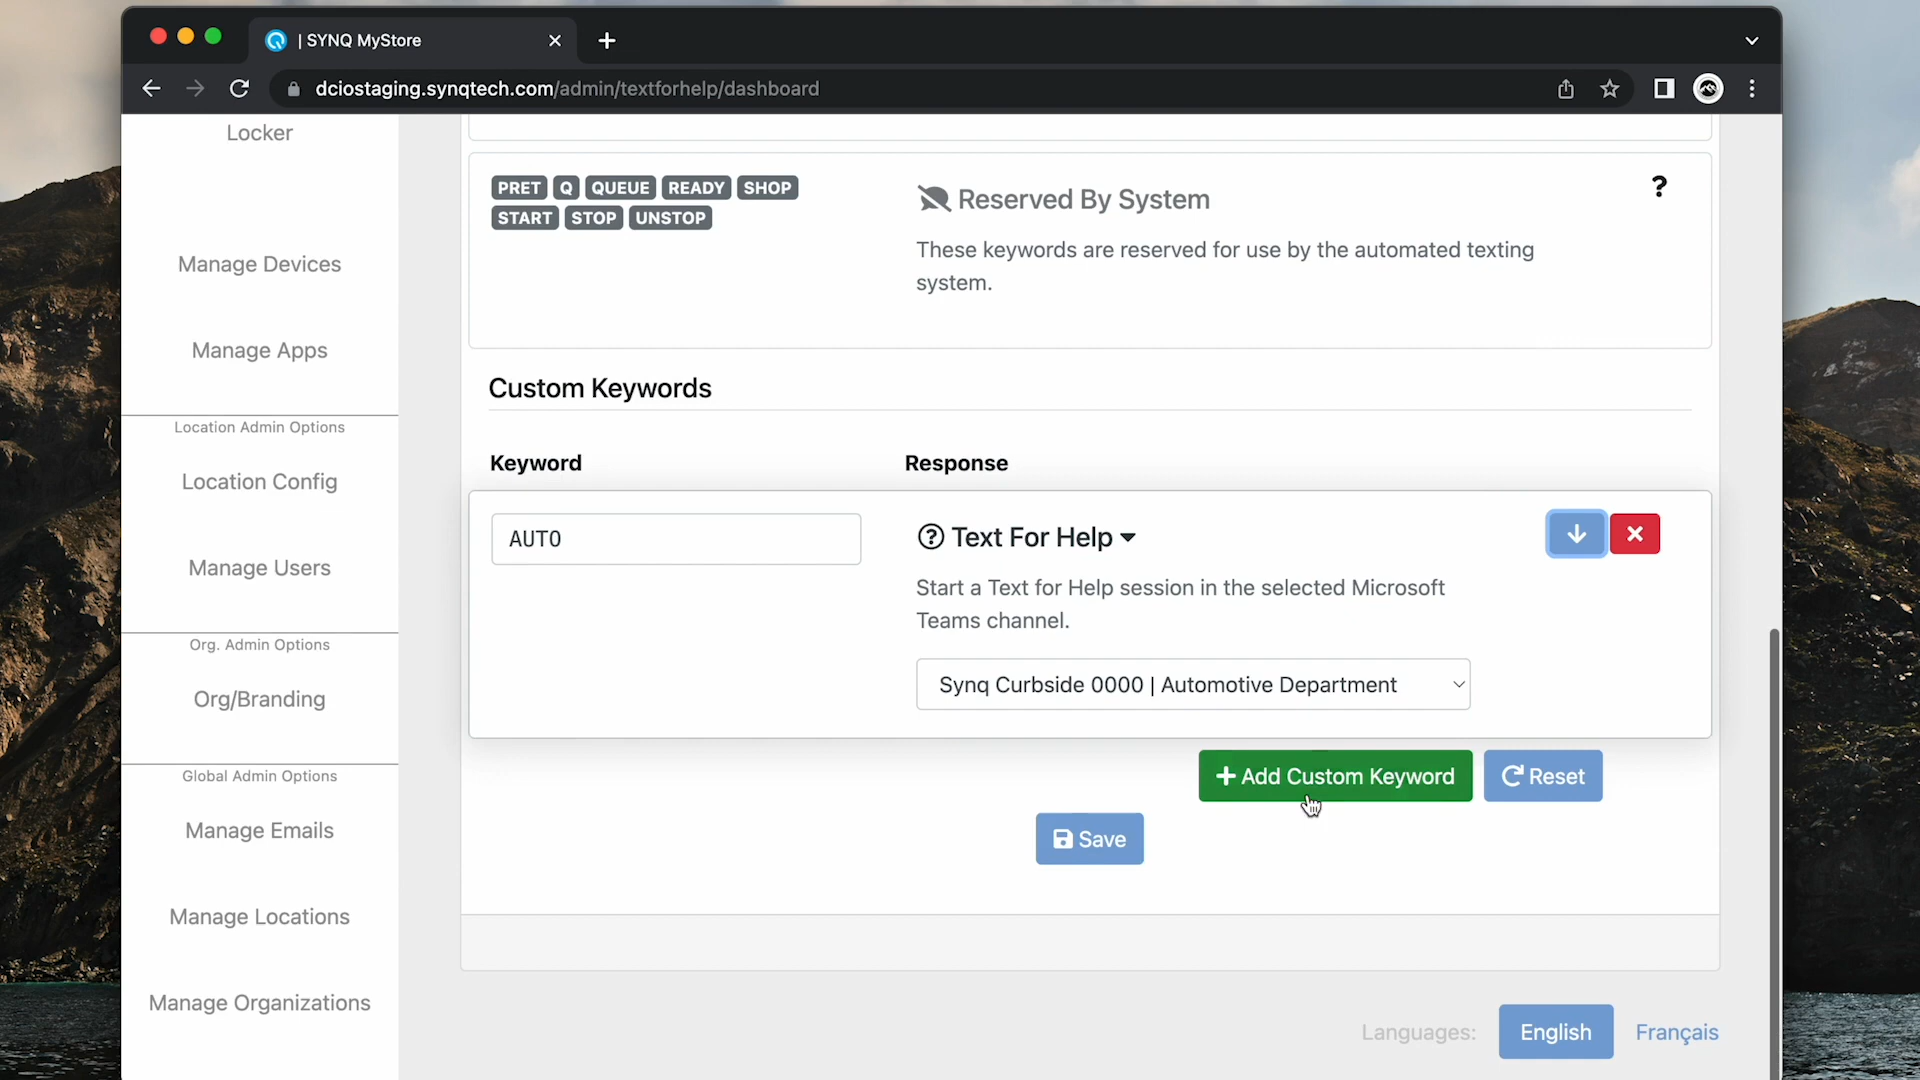 | SYNQ MyStore
dciostaging.synqtech.com/admin/textforhelp/dashboard
Locker
Manage Devices
Manage Apps
Location Admin Options
Location Config
Manage Users
Org. Admin Options
Org/Branding
Global Admin Options
Manage Emails
Manage Locations
Manage Organizations
PRET Q QUEUE READY SHOP
START STOP UNSTOP
Reserved By System
?
These keywords are reserved for use by the automated texting
system.
Custom Keywords
Keyword Response
AUTO
Text For Help
Start a Text for Help session in the selected Microsoft
Teams channel.
Synq Curbside 0000 | Automotive Department
+ Add Custom Keyword
Reset
Save
Languages: English Français